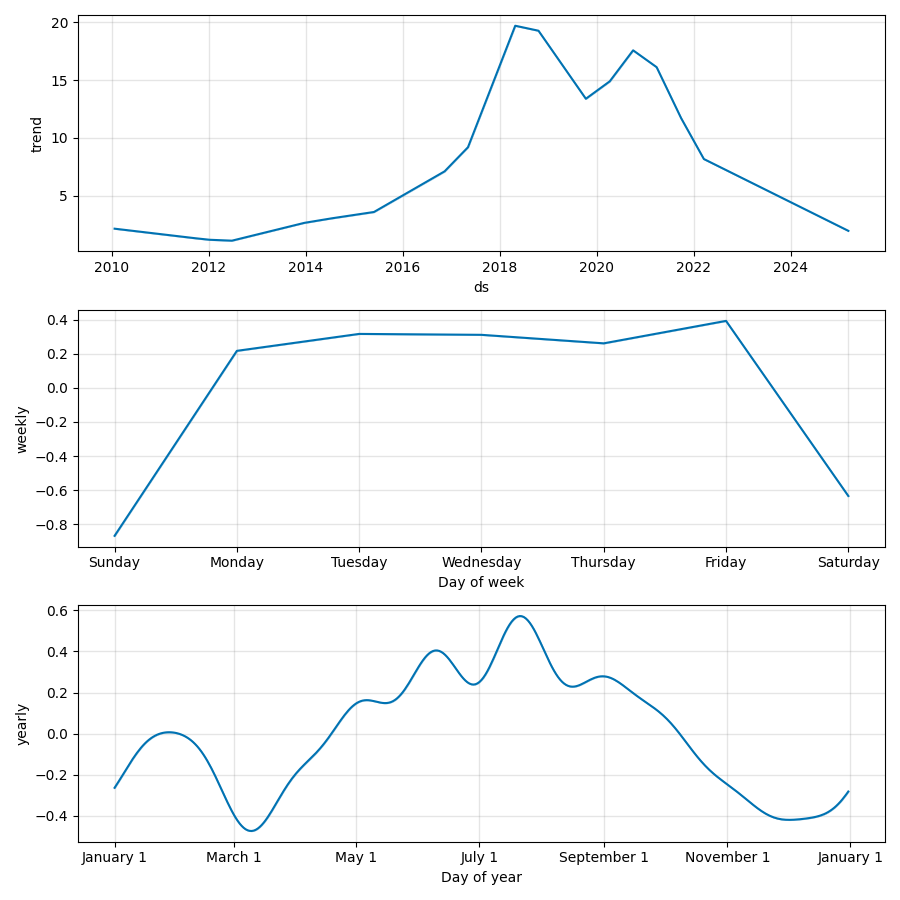 20
15
10
5
trend
2010 2012 2014 2016 2018 2020 2022 2024
ds
0.4
0.2
0.0
−0.2
−0.4
−0.6
−0.8
weekly
Sunday Monday Tuesday Wednesday Thursday Friday Saturday
Day of week
0.6
0.4
0.2
0.0
−0.2
−0.4
yearly
January 1 March 1 May 1 July 1 September 1 November 1 January 1
Day of year